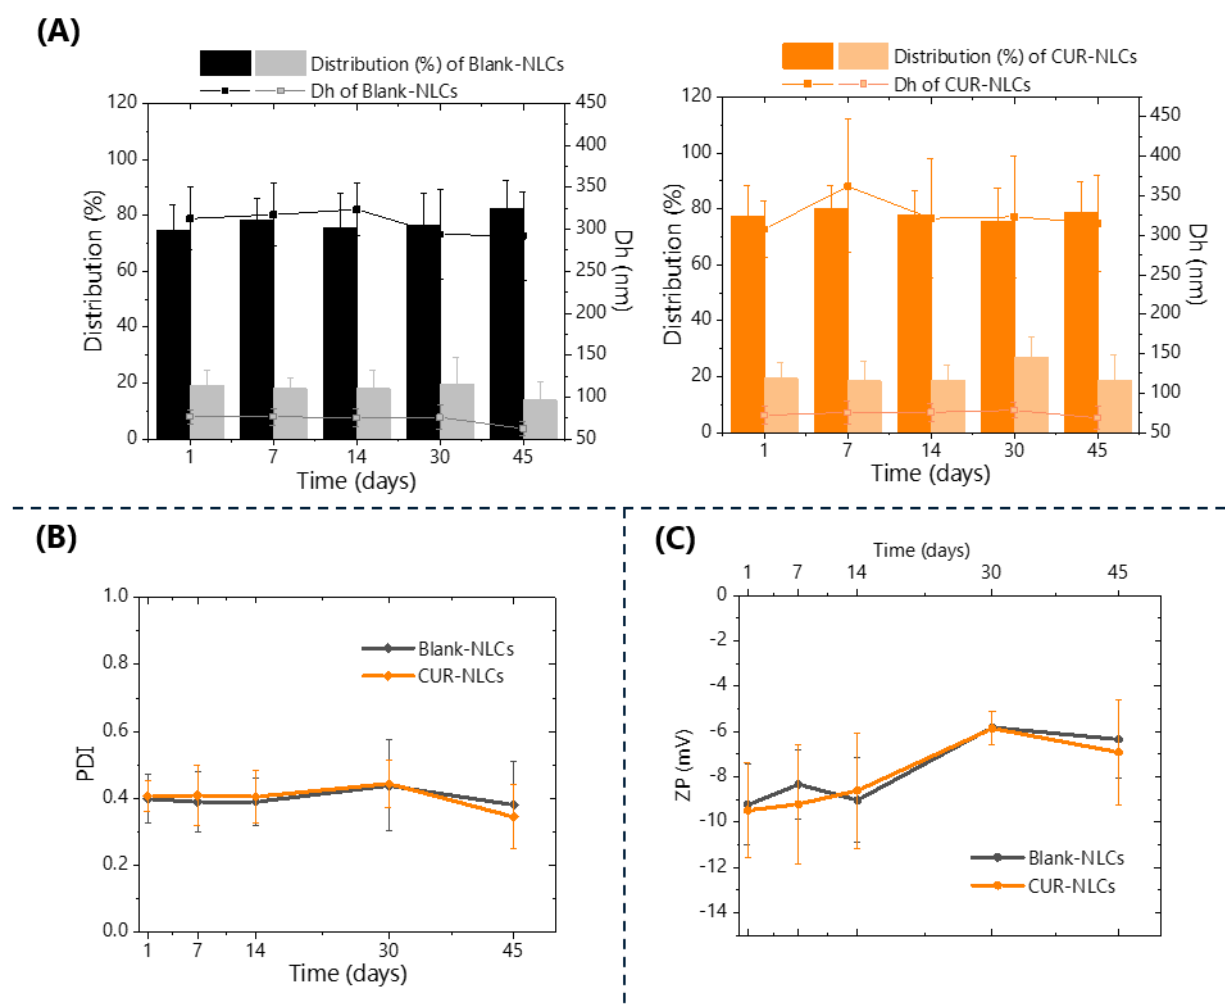 (A)
Distribution (%) of Blank-NLCs
Dh of Blank-NLCs
120
100
80
60
40
20
0
Distribution (%)
450
400
350
300
250
200
150
100
50
Dh (nm)
1 7 14 30 45
Time (days)
Distribution (%) of CUR-NLCs
Dh of CUR-NLCs
120
100
80
60
40
20
0
Distribution (%)
450
400
350
300
250
200
150
100
50
Dh (nm)
1 7 14 30 45
Time (days)
(B)
1.0
0.8
0.6
0.4
0.2
0.0
PDI
Blank-NLCs
CUR-NLCs
1 7 14 30 45
Time (days)
(C)
Time (days)
1 7 14 30 45
0
-2
-4
-6
-8
-10
-12
-14
ZP (mV)
Blank-NLCs
CUR-NLCs